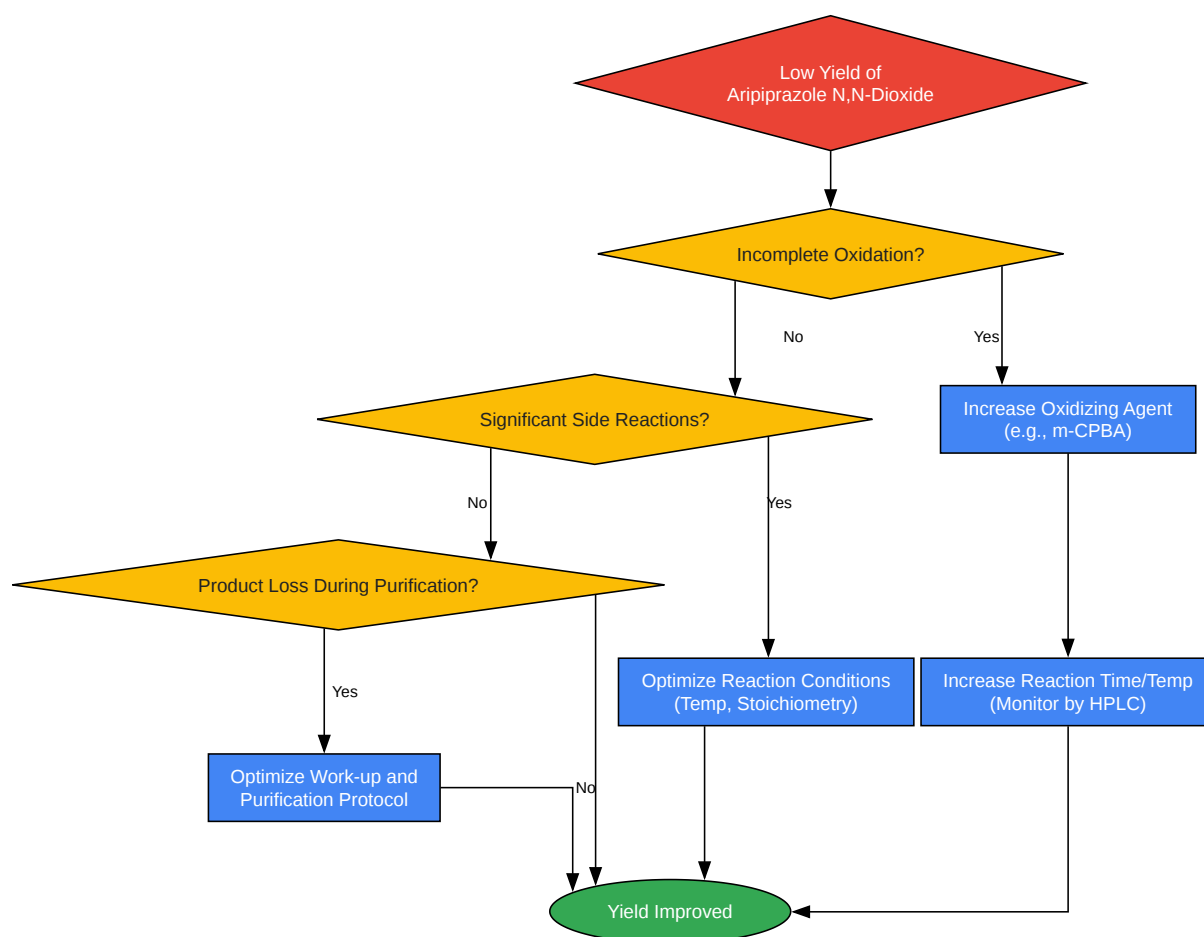 Low Yield of
Aripiprazole N,N-Dioxide
Incomplete Oxidation?
No
Yes
Increase Oxidizing Agent
(e.g., m-CPBA)
Significant Side Reactions?
No
Yes
Product Loss During Purification?
Optimize Reaction Conditions
(Temp, Stoichiometry)
Increase Reaction Time/Temp
(Monitor by HPLC)
Yes
Optimize Work-up and
Purification Protocol
No
Yield Improved